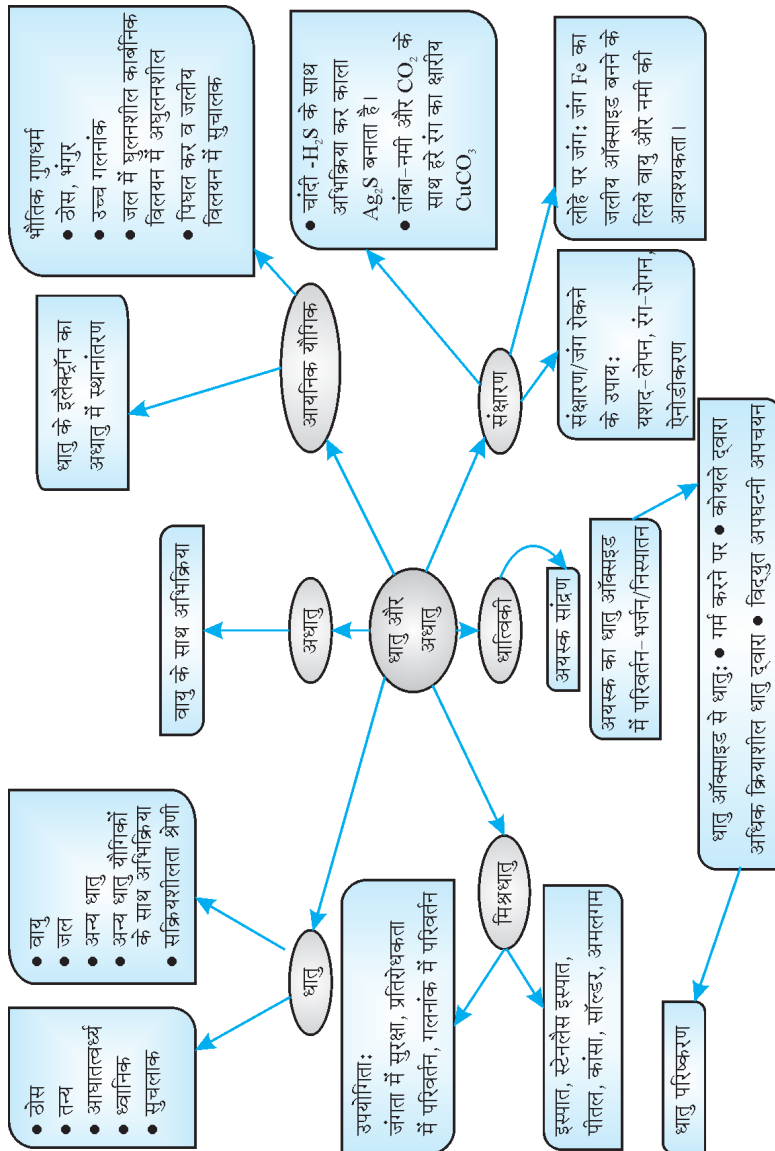 धातु और
अधातु
धातु
• ठोस
• तन्य
• आघातत्वर्ध्य
• ध्वानिक
• सुचलाक
• वायु
• जल
• अन्य धातु
• अन्य धातु यौगिकों
के साथ अभिक्रिया
• सक्रियशीलता श्रेणी
अधातु
वायु के साथ अभिक्रिया
आयनिक यौगिक
धातु के इलैक्ट्रॉन का
अधातु में स्थानांतरण
भौतिक गुणधर्म
• ठोस, भंगुर
• उच्च गलनांक
• जल में घुलनशील कार्बनिक
विलयन में अघुलनशील
• पिघल कर व जलीय
विलयन में सुचालक
मिश्रधातु
उपयोगिता:
जंगता में सुरक्षा, प्रतिरोधकता
में परिवर्तन, गलनांक में परिवर्तन
इस्पात, स्टेनलैस इस्पात,
पीतल, कांसा, सॉल्डर, अमलगम
धात्विकी
अयस्क सांद्रण
अयस्क का धातु ऑक्साइड
में परिवर्तन- भर्जन/निस्पातन
धातु ऑक्साइड से धातु: • गर्म करने पर • कोयले द्वारा
अधिक क्रियाशील धातु द्वारा • विद्युत अपघटनी अपचयन
धातु परिष्करण
संक्षारण
• चांदी -H₂S के साथ
अभिक्रिया कर काला
Ag₂S बनाता है।
• तांबा-नमी और CO₂ के
साथ हरे रंग का क्षारीय
CuCO₃
लोहे पर जंग: जंग Fe का
जलीय ऑक्साइड बनने के
लिये वायु और नमी की
आवश्यकता।
संक्षारण/जंग रोकने
के उपाय:
यशद-लेपन, रंग-रोगन,
ऐनोडीकरण